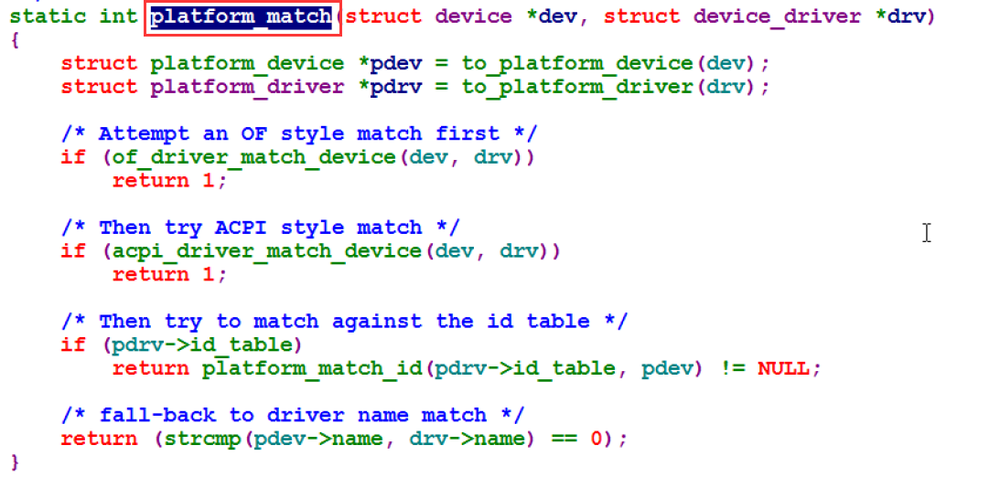 static int platform_match(struct device *dev, struct device_driver *drv)
{
    struct platform_device *pdev = to_platform_device(dev);
    struct platform_driver *pdrv = to_platform_driver(drv);

    /* Attempt an OF style match first */
    if (of_driver_match_device(dev, drv))
        return 1;

    /* Then try ACPI style match */
    if (acpi_driver_match_device(dev, drv))
        return 1;

    /* Then try to match against the id table */
    if (pdrv->id_table)
        return platform_match_id(pdrv->id_table, pdev) != NULL;

    /* fall-back to driver name match */
    return (strcmp(pdev->name, drv->name) == 0);
}